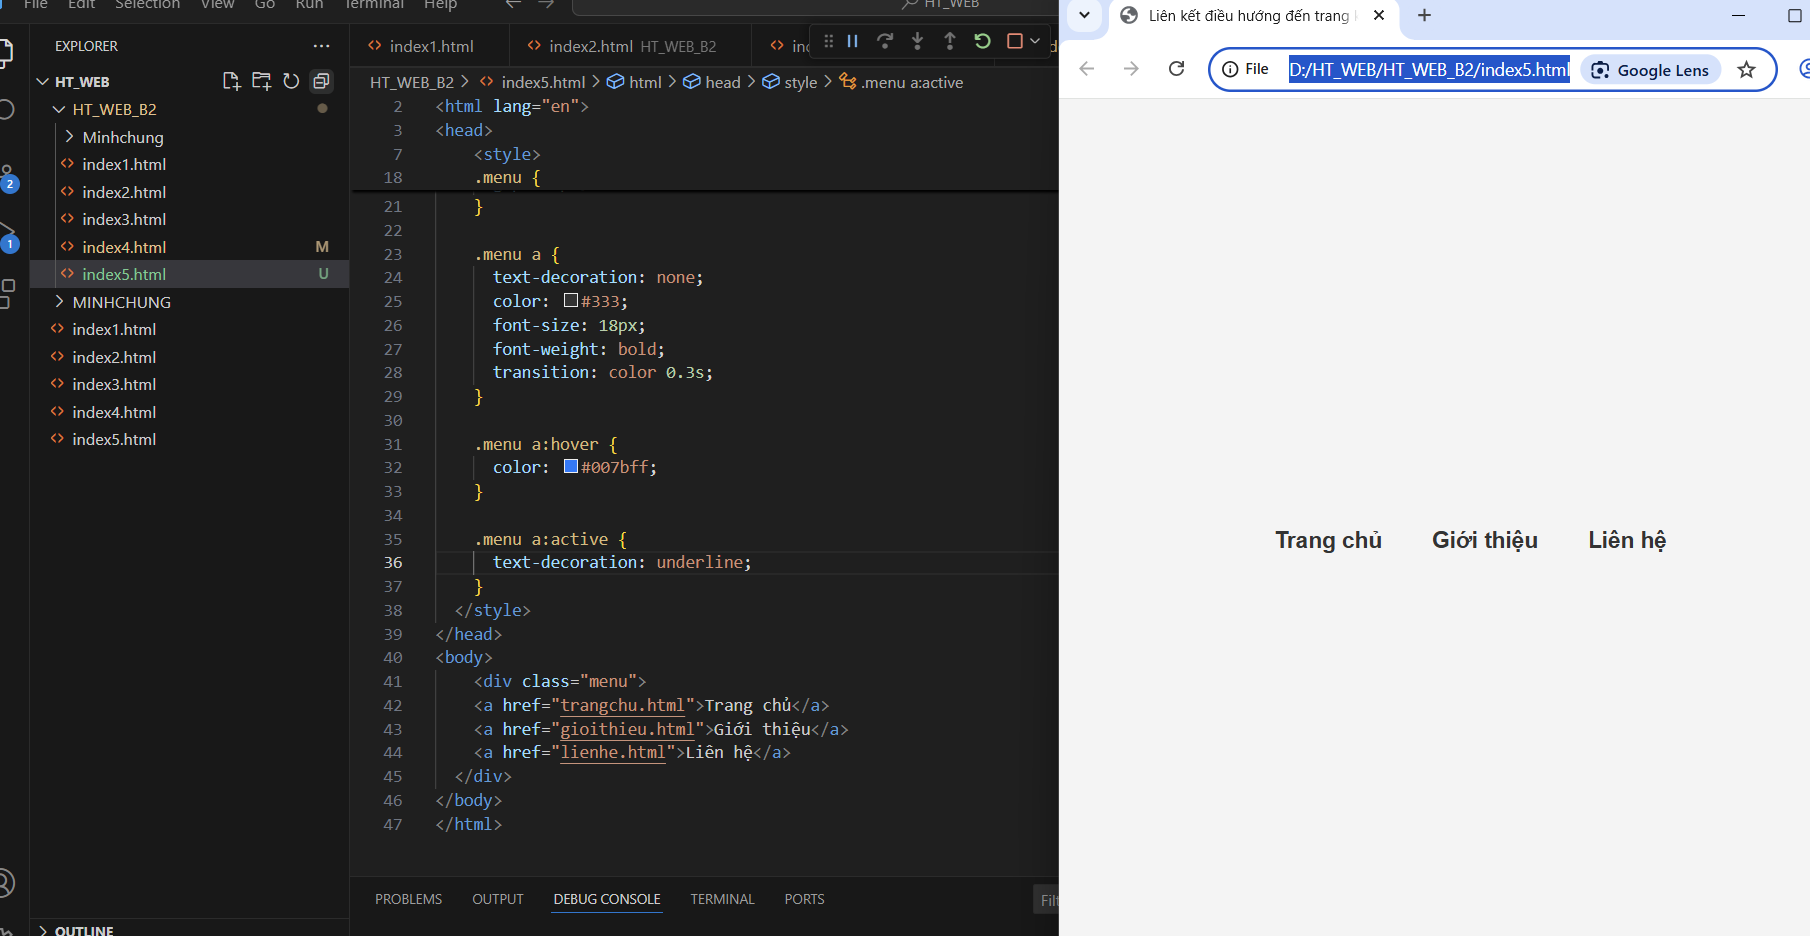 File Edit Selection View Go Run Terminal Help
HT_WEB
EXPLORER
HT_WEB
HT_WEB_B2
Minhchung
index1.html
index2.html
index3.html
index4.html M
index5.html U
MINHCHUNG
index1.html
index2.html
index3.html
index4.html
index5.html
OUTLINE
2
1
index1.html
index2.html HT_WEB_B2
HT_WEB_B2 > index5.html > html > head > style > .menu a:active
2 <html lang="en">
3 <head>
7 <style>
18 .menu {
21 }
22
23 .menu a {
24 text-decoration: none;
25 color: #333;
26 font-size: 18px;
27 font-weight: bold;
28 transition: color 0.3s;
29 }
30
31 .menu a:hover {
32 color: #007bff;
33 }
34
35 .menu a:active {
36 text-decoration: underline;
37 }
38 </style>
39 </head>
40 <body>
41 <div class="menu">
42 <a href="trangchu.html">Trang chủ</a>
43 <a href="gioithieu.html">Giới thiệu</a>
44 <a href="lienhe.html">Liên hệ</a>
45 </div>
46 </body>
47 </html>
PROBLEMS OUTPUT DEBUG CONSOLE TERMINAL PORTS
Liên kết điều hướng đến trang
File D:/HT_WEB/HT_WEB_B2/index5.html Google Lens
Trang chủ Giới thiệu Liên hệ